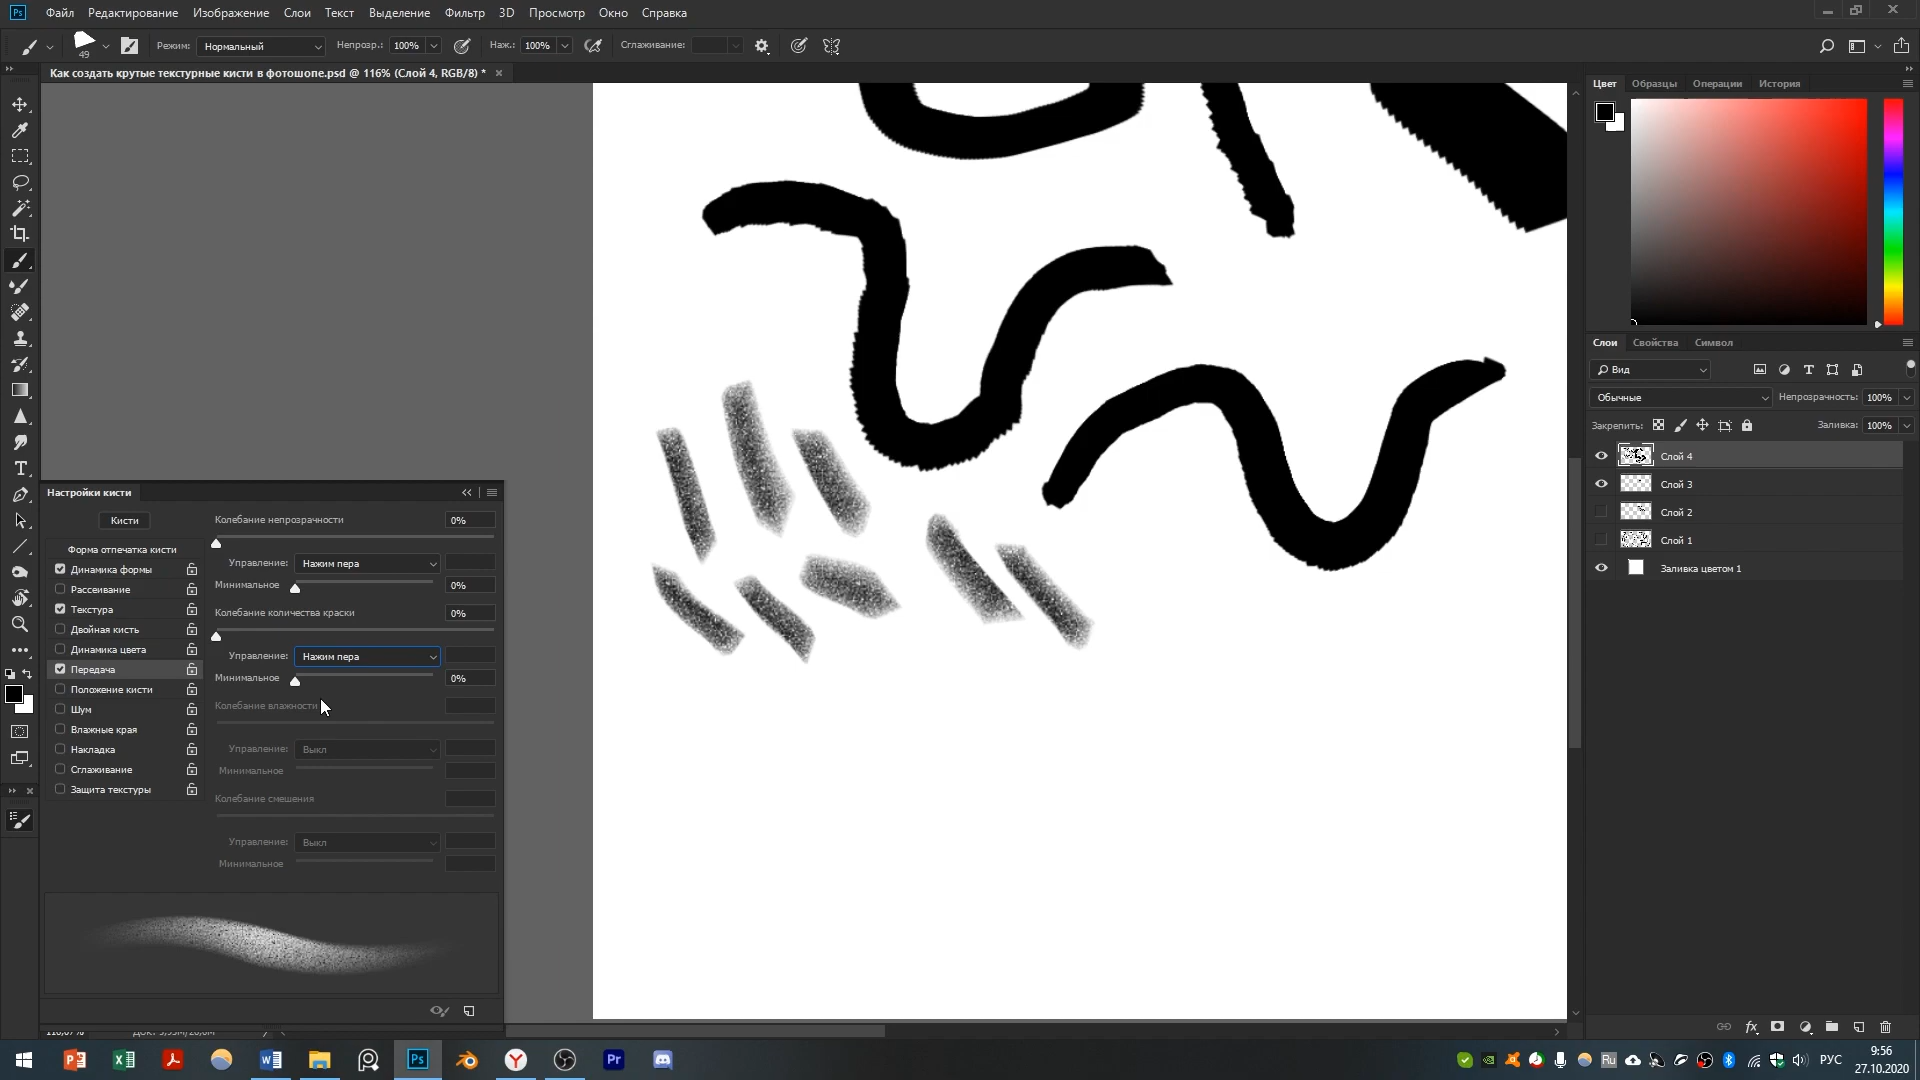 Ps Файл Редактирование Изображение Слои Текст Выделение Фильтр 3D Просмотр Окно Справка
49 Режим: Нормальный Непрозр.: 100% Наж.: 100% Сглаживание:
Как создать крутые текстурные кисти в фотошопе.psd @ 116% (Слой 4, RGB/8) *
Цвет Образцы Операции История
Слои Свойства Символ
Вид
Обычные Непрозрачность: 100%
Закрепить: Заливка: 100%
Слой 4
Слой 3
Слой 2
Слой 1
Заливка цветом 1
Настройки кисти
Кисти
Форма отпечатка кисти
Динамика формы
Рассеивание
Текстура
Двойная кисть
Динамика цвета
Передача
Положение кисти
Шум
Влажные края
Накладка
Сглаживание
Защита текстуры
Колебание непрозрачности 0%
Управление: Нажим пера
Минимальное 0%
Колебание количества краски 0%
Управление: Нажим пера
Минимальное 0%
Колебание влажности
Управление: Выкл
Минимальное
Колебание смешения
Управление: Выкл
Минимальное
Ps Pr Ru РУС 9:56
27.10.2020